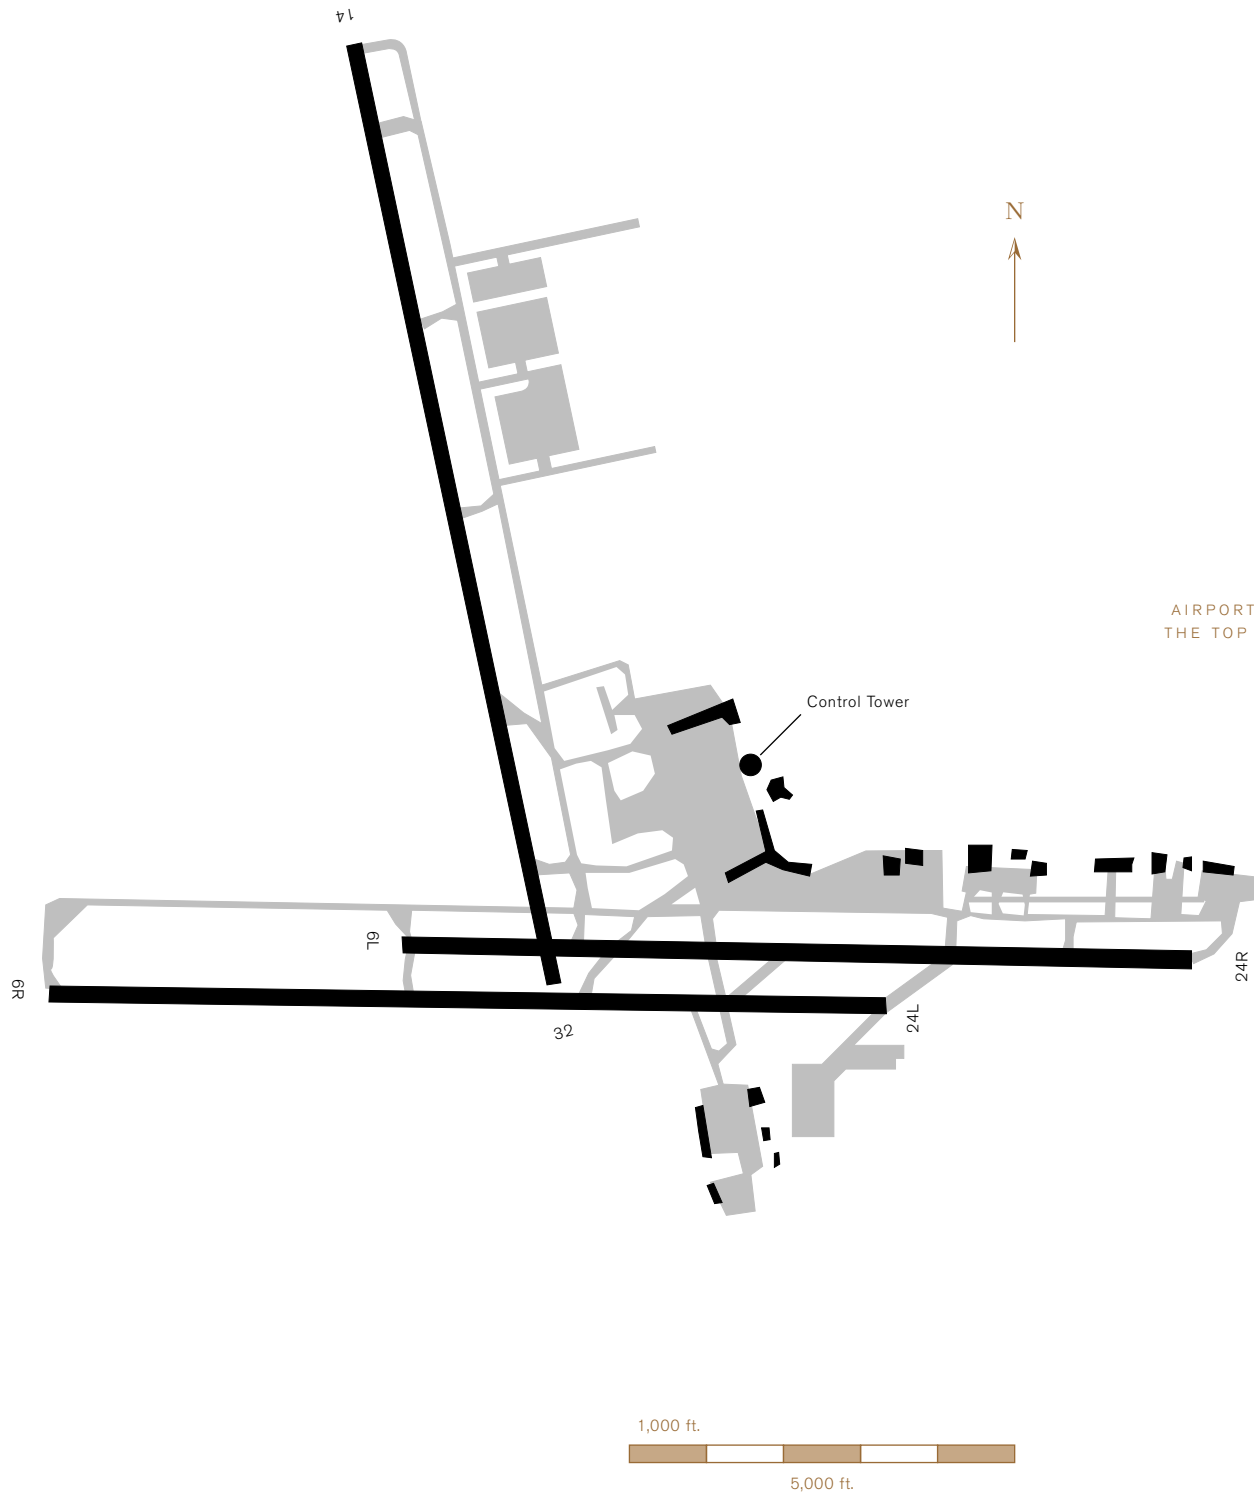 14
N
AIRPORT
THE TOP
Control Tower
6L
24R
6R
24L
32
1,000 ft.
5,000 ft.